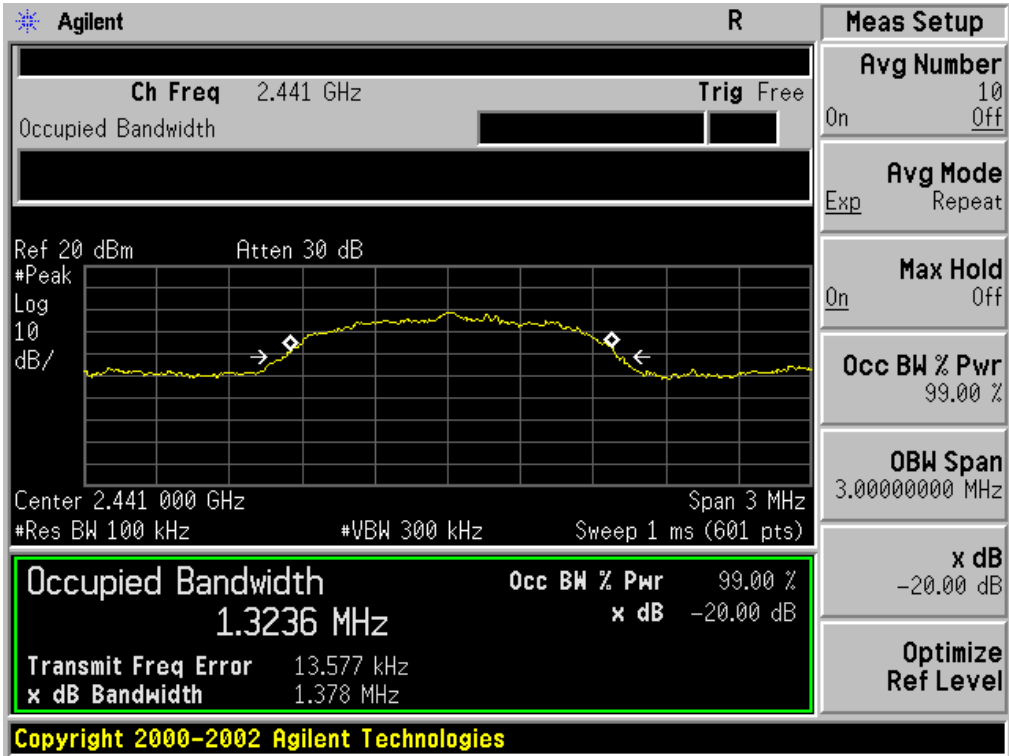 Agilent R
Ch Freq 2.441 GHz Trig Free
Occupied Bandwidth
Ref 20 dBm Atten 30 dB
#Peak
Log
10
dB/
Center 2.441 000 GHz Span 3 MHz
#Res BW 100 kHz #VBW 300 kHz Sweep 1 ms (601 pts)
Occupied Bandwidth Occ BW % Pwr 99.00 %
1.3236 MHz x dB -20.00 dB
Transmit Freq Error 13.577 kHz
x dB Bandwidth 1.378 MHz
Copyright 2000-2002 Agilent Technologies
Meas Setup
Avg Number
10
On Off
Avg Mode
Exp Repeat
Max Hold
On Off
Occ BW % Pwr
99.00 %
OBW Span
3.00000000 MHz
x dB
-20.00 dB
Optimize
Ref Level